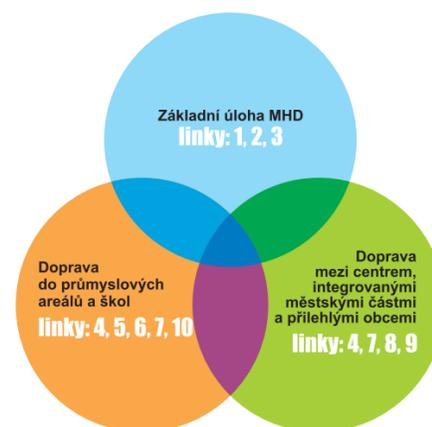 Základní úloha MHD
linky: 1, 2, 3
Doprava
do průmyslových
areálů a škol
linky: 4, 5, 6, 7, 10
Doprava
mezi centrem,
integrovanými
městskými částmi
a přilehlými obcemi
linky: 4, 7, 8, 9